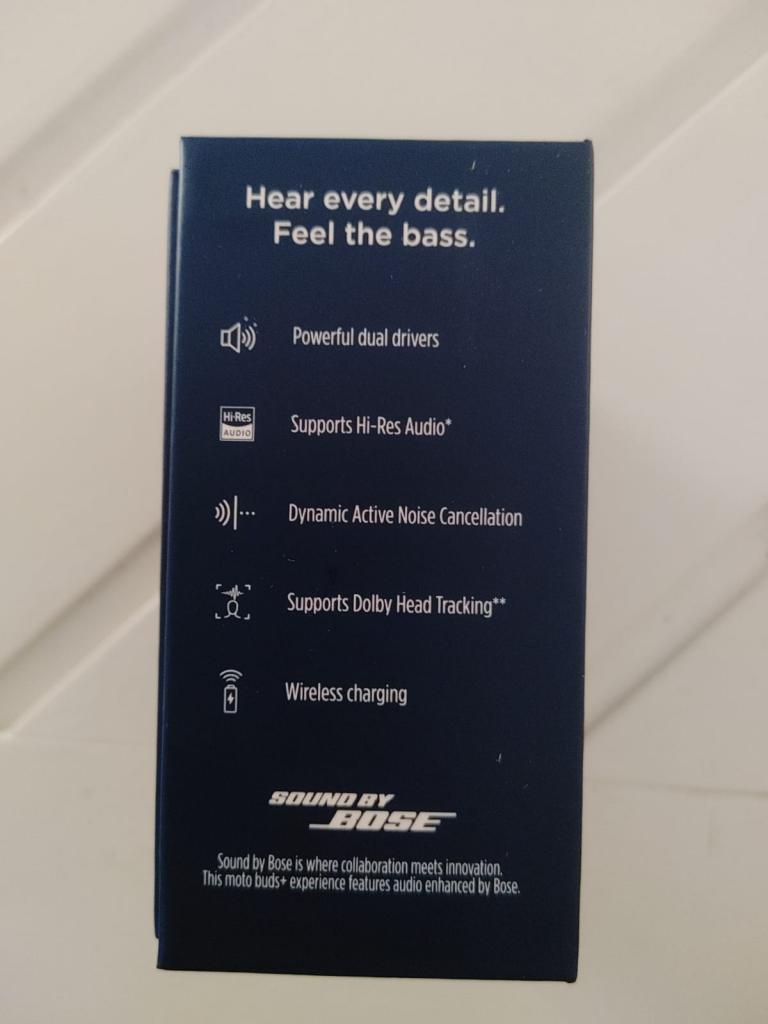 Hear every detail.
Feel the bass.
Powerful dual drivers
Hi-Res
AUDIO
Supports Hi-Res Audio*
Dynamic Active Noise Cancellation
Supports Dolby Head Tracking**
Wireless charging
SOUND BY
BOSE
Sound by Bose is where collaboration meets innovation.
This moto buds+ experience features audio enhanced by Bose.